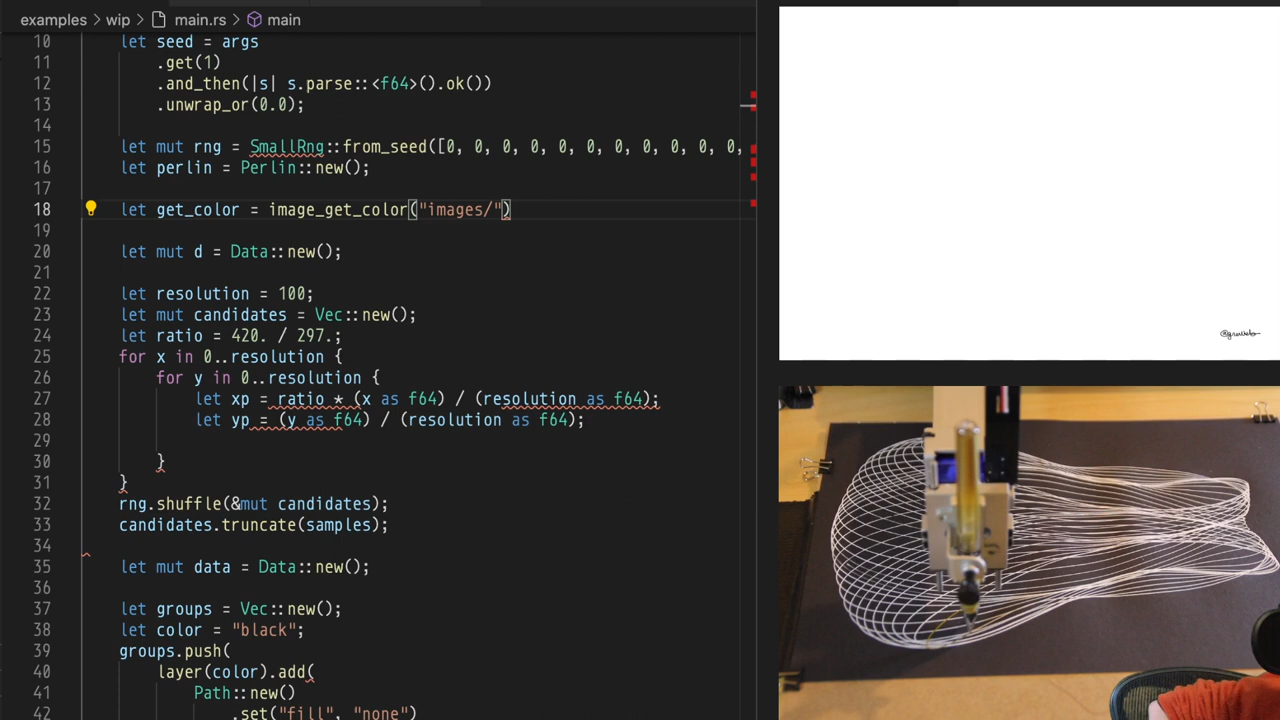 examples > wip > main.rs > main
10 let seed = args
11 .get(1)
12 .and_then(|s| s.parse::<f64>().ok())
13 .unwrap_or(0.0);
14
15 let mut rng = SmallRng::from_seed([0, 0, 0, 0, 0, 0, 0, 0, 0, 0, 0,
16 let perlin = Perlin::new();
17
18 let get_color = image_get_color("images/")
19
20 let mut d = Data::new();
21
22 let resolution = 100;
23 let mut candidates = Vec::new();
24 let ratio = 420. / 297.;
25 for x in 0..resolution {
26 for y in 0..resolution {
27 let xp = ratio * (x as f64) / (resolution as f64);
28 let yp = (y as f64) / (resolution as f64);
29
30 }
31 }
32 rng.shuffle(&mut candidates);
33 candidates.truncate(samples);
34
35 let mut data = Data::new();
36
37 let groups = Vec::new();
38 let color = "black";
39 groups.push(
40 layer(color).add(
41 Path::new()
42 .set("fill", "none")